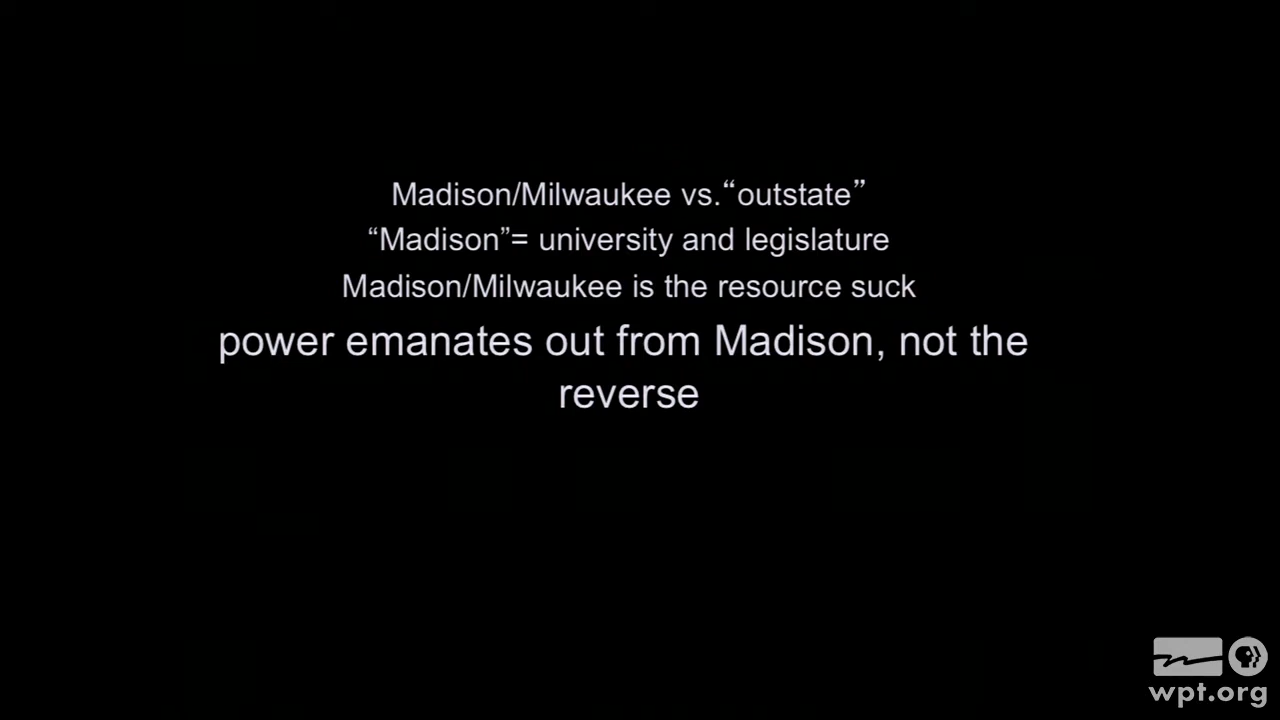 Madison/Milwaukee vs.“outstate”
“Madison”= university and legislature
Madison/Milwaukee is the resource suck
power emanates out from Madison, not the
reverse
wpt.org